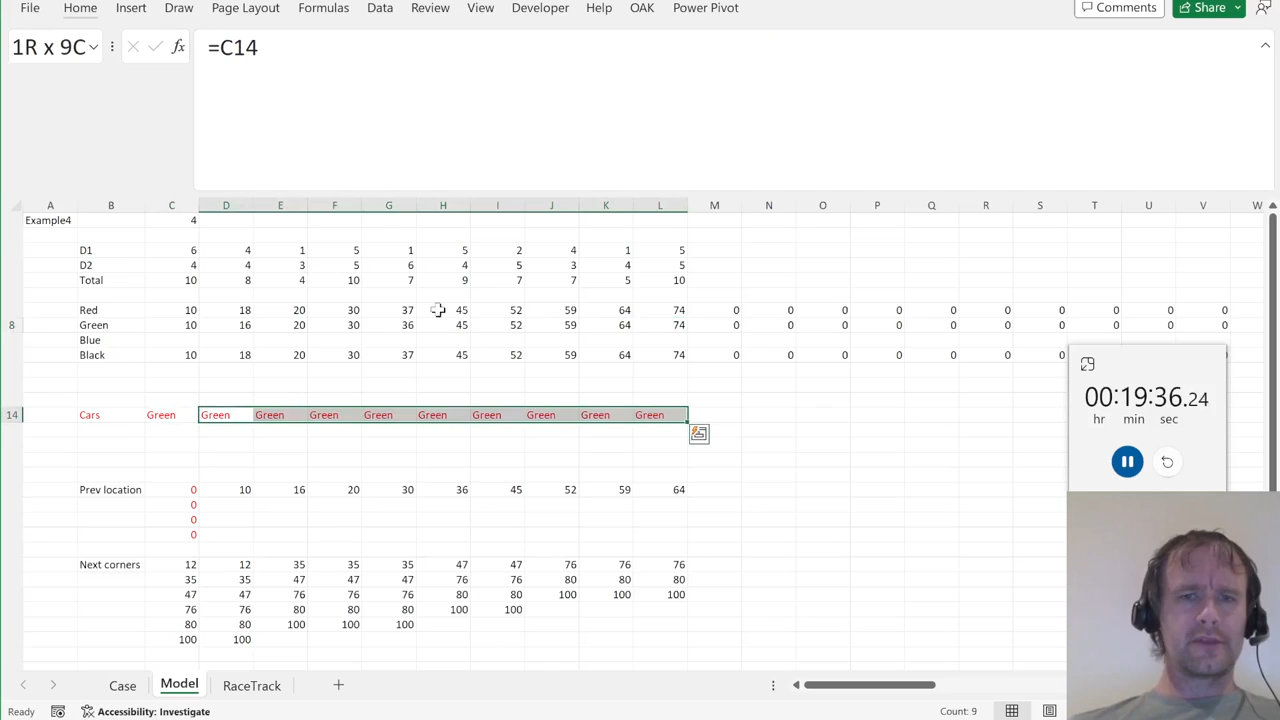 File Home Insert Draw Page Layout Formulas Data Review View Developer Help OAK Power Pivot Comments Share
1R x 9C fx =C14
A B C D E F G H I J K L M N O P Q R S T U V W
Example4 4
D1 6 4 1 5 1 5 2 4 1 5
D2 4 4 3 5 6 4 5 3 4 5
Total 10 8 4 10 7 9 7 7 5 10
Red 10 18 20 30 37 45 52 59 64 74 0 0 0 0 0 0 0 0 0 0
8 Green 10 16 20 30 36 45 52 59 64 74 0 0 0 0 0 0 0 0 0 0
Blue
Black 10 18 20 30 37 45 52 59 64 74 0 0 0 0 0 0 0
00:19:36.24
hr min sec
14 Cars Green Green Green Green Green Green Green Green Green Green
Prev location 0 10 16 20 30 36 45 52 59 64
0
0
0
Next corners 12 12 35 35 35 47 47 76 76 76
35 35 47 47 47 76 76 80 80 80
47 47 76 76 76 80 80 100 100 100
76 76 80 80 80 100 100
80 80 100 100 100
100 100
Case Model RaceTrack
Ready Accessibility: Investigate Count: 9